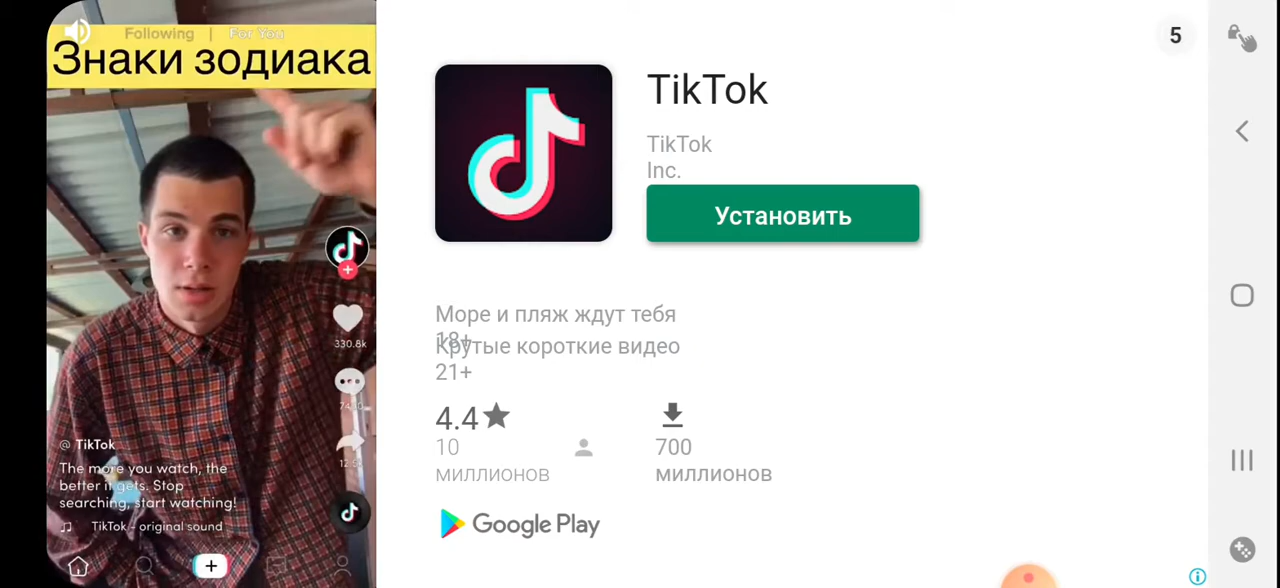 Following | For You
Знаки зодиака
330.8k
@ TikTok
The more you watch, the
better it gets. Stop
searching, start watching!
TikTok - original sound
5
TikTok
TikTok
Inc.
Установить
Море и пляж ждут тебя
18+
Крутые короткие видео
21+
4.4
10
миллионов
700
миллионов
Google Play